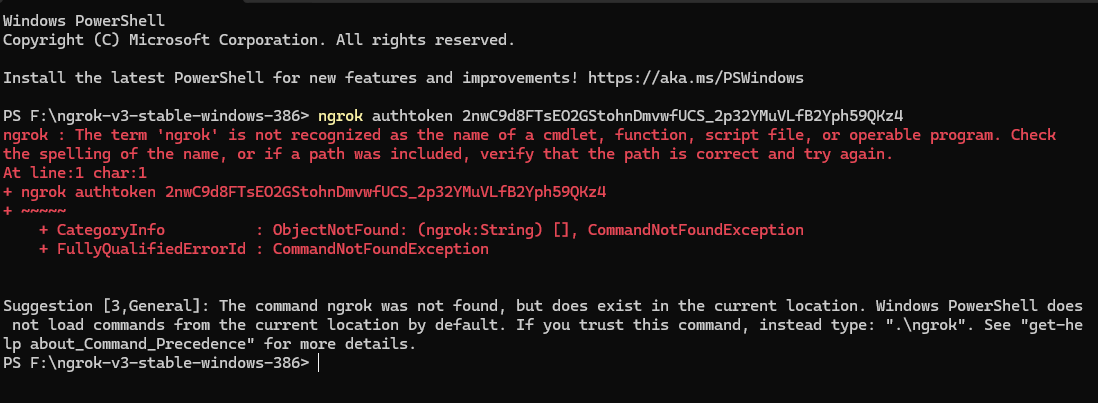 Windows PowerShell
Copyright (C) Microsoft Corporation. All rights reserved.
Install the latest PowerShell for new features and improvements! https://aka.ms/PSWindows
PS F:\ngrok-v3-stable-windows-386> ngrok authtoken 2nwC9d8FTsEO2GStohnDmvwfUCS_2p32YMuVLfB2Yph59QKz4
ngrok : The term 'ngrok' is not recognized as the name of a cmdlet, function, script file, or operable program. Check
the spelling of the name, or if a path was included, verify that the path is correct and try again.
At line:1 char:1
+ ngrok authtoken 2nwC9d8FTsEO2GStohnDmvwfUCS_2p32YMuVLfB2Yph59QKz4
+ ~~~~~
    + CategoryInfo          : ObjectNotFound: (ngrok:String) [], CommandNotFoundException
    + FullyQualifiedErrorId : CommandNotFoundException
Suggestion [3,General]: The command ngrok was not found, but does exist in the current location. Windows PowerShell does
 not load commands from the current location by default. If you trust this command, instead type: ".\ngrok". See "get-he
lp about_Command_Precedence" for more details.
PS F:\ngrok-v3-stable-windows-386>